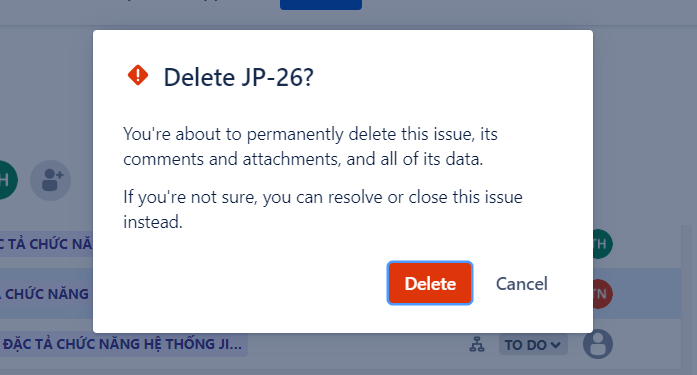 Delete JP-26?
You're about to permanently delete this issue, its
comments and attachments, and all of its data.
If you're not sure, you can resolve or close this issue
instead.
Delete Cancel
H
TẢ CHỨC NĂ
TH
CHỨC NĂNG
TN
ĐẶC TẢ CHỨC NĂNG HỆ THỐNG JI... TO DO